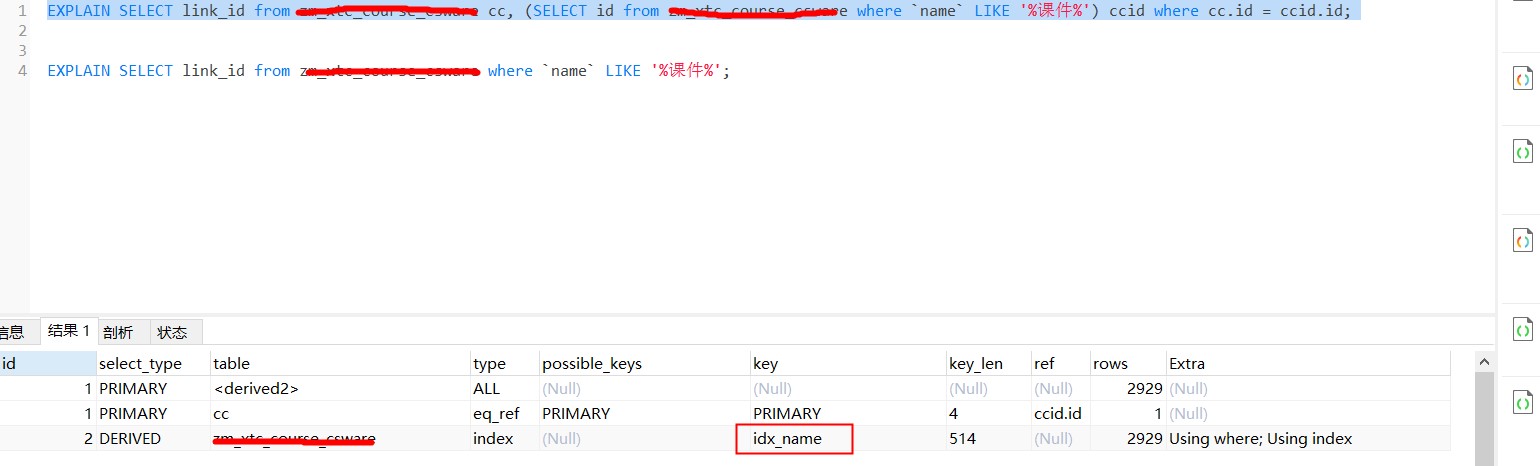 1 EXPLAIN SELECT link_id from zm_xtc_course_csware cc, (SELECT id from zm_xtc_course_csware where `name` LIKE '%课件%') ccid where cc.id = ccid.id;
2
3
4 EXPLAIN SELECT link_id from zm_xtc_course_csware where `name` LIKE '%课件%';
信息 结果 1 剖析 状态
id select_type table type possible_keys key key_len ref rows Extra
1 PRIMARY <derived2> ALL (Null) (Null) (Null) (Null) 2929 (Null)
1 PRIMARY cc eq_ref PRIMARY PRIMARY 4 ccid.id 1 (Null)
2 DERIVED zm_xtc_course_csware index (Null) idx_name 514 (Null) 2929 Using where; Using index